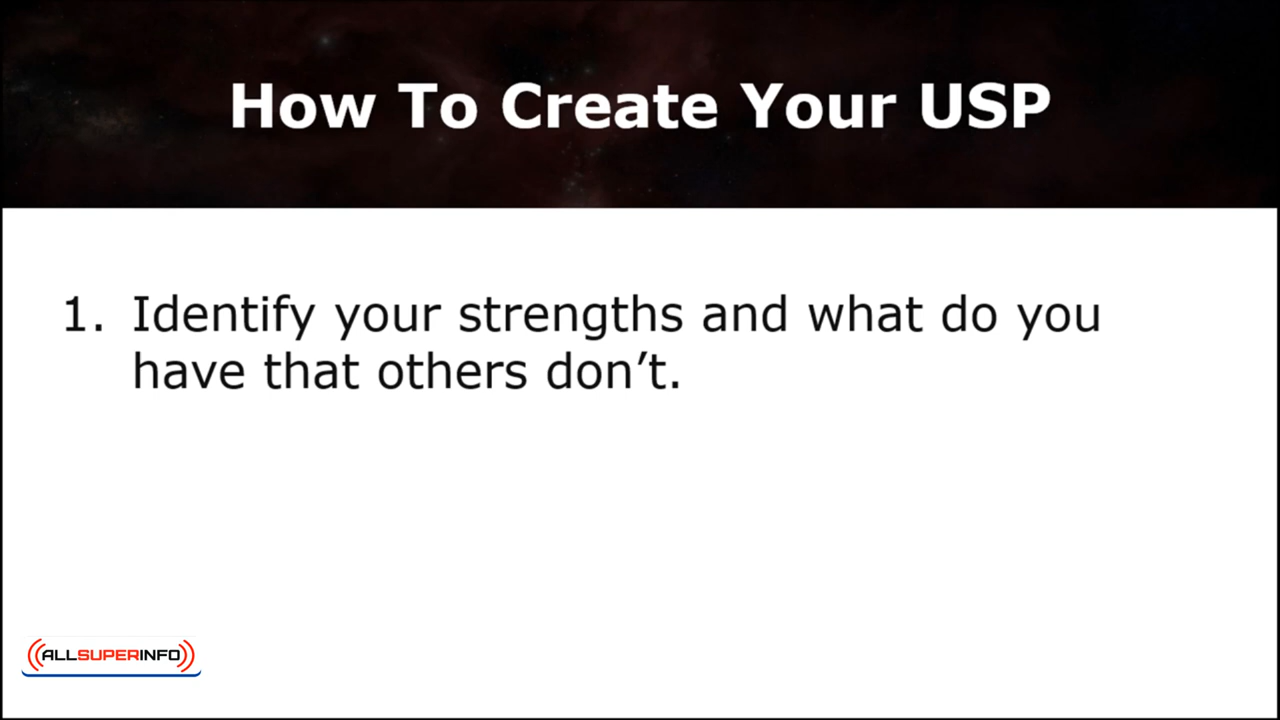 How To Create Your USP
1. Identify your strengths and what do you
have that others don’t.
((ALLSUPERINFO))